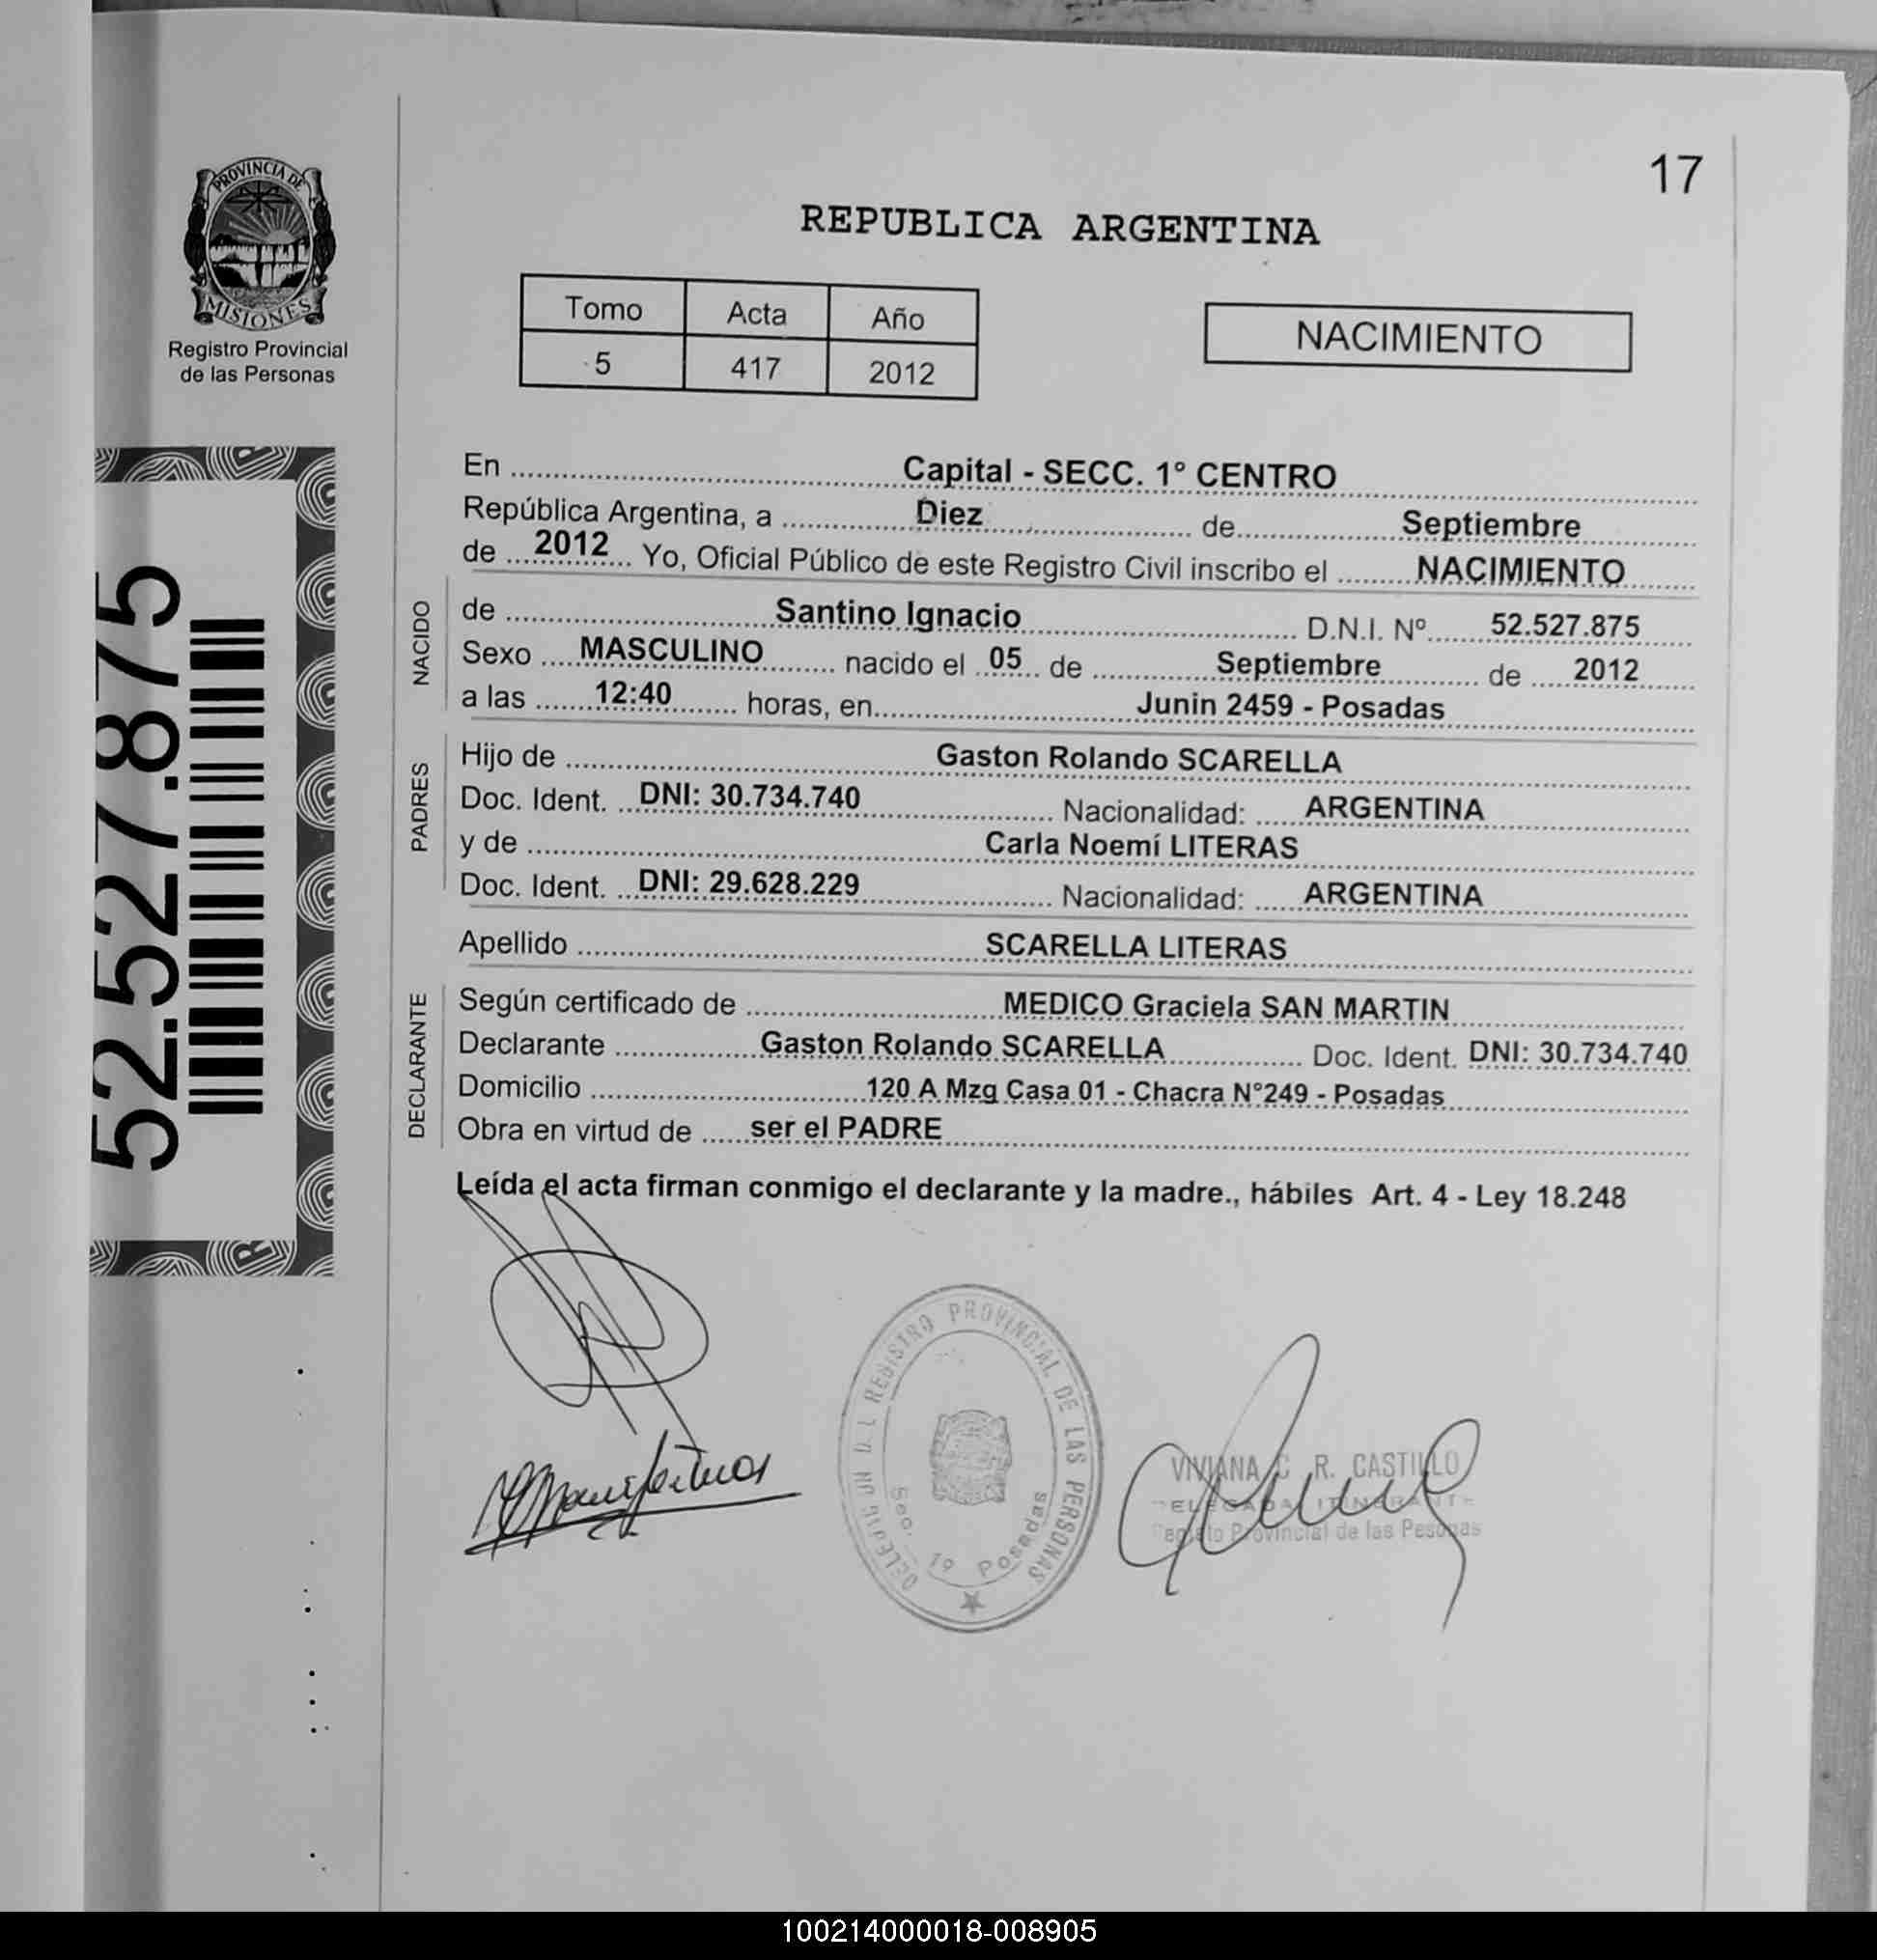 17
PROVINCIA DE
MISIONES
Registro Provincial
de las Personas
REPUBLICA ARGENTINA
Tomo Acta Año
5 417 2012
NACIMIENTO
52.527.875
En Capital - SECC. 1° CENTRO
República Argentina, a Diez de Septiembre
de 2012 Yo, Oficial Público de este Registro Civil inscribo el NACIMIENTO
NACIDO
de Santino Ignacio D.N.I. Nº 52.527.875
Sexo MASCULINO nacido el 05 de Septiembre de 2012
a las 12:40 horas, en Junin 2459 - Posadas
PADRES
Hijo de Gaston Rolando SCARELLA
Doc. Ident. DNI: 30.734.740 Nacionalidad: ARGENTINA
y de Carla Noemí LITERAS
Doc. Ident. DNI: 29.628.229 Nacionalidad: ARGENTINA
Apellido SCARELLA LITERAS
DECLARANTE
Según certificado de MEDICO Graciela SAN MARTIN
Declarante Gaston Rolando SCARELLA Doc. Ident. DNI: 30.734.740
Domicilio 120 A Mzg Casa 01 - Chacra N°249 - Posadas
Obra en virtud de ser el PADRE
Leída el acta firman conmigo el declarante y la madre., hábiles Art. 4 - Ley 18.248
REGISTRO PROVINCIAL DE LAS PERSONAS
Secc. 1º Posadas
VIVIANA C. R. CASTILLO
DELEGADA ITINERANTE
Registro Provincial de las Pesonas
100214000018-008905